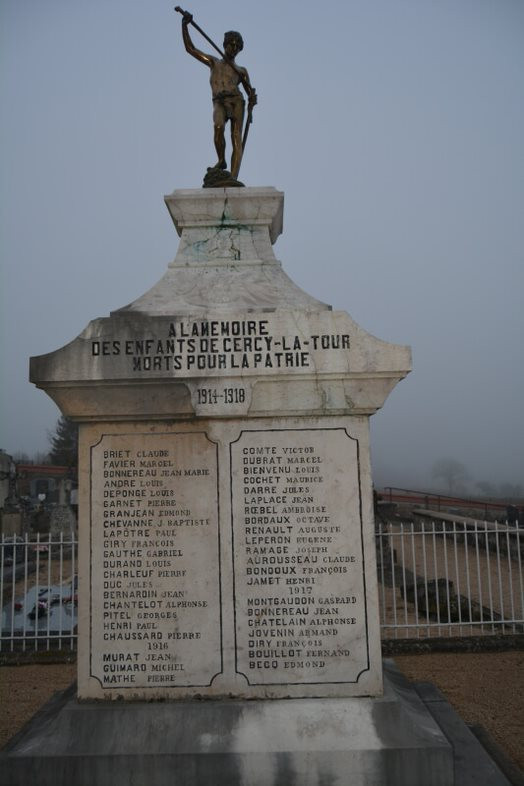 A LA MEMOIRE
DES ENFANTS DE CERCY-LA-TOUR
MORTS POUR LA PATRIE
1914-1918
BRIET CLAUDE
FAVIER MARCEL
BONNEREAU JEAN MARIE
ANDRE LOUIS
DEPONGE LOUIS
GARNET PIERRE
GRANJEAN EDMOND
CHEVANNE J. BAPTISTE
LAPÔTRE PAUL
GIRY FRANÇOIS
GAUTHE GABRIEL
DURAND LOUIS
CHARLEUF PIERRE
DUC JULES
BERNARDIN JEAN
CHANTELOT ALPHONSE
PITEL GEORGES
HENRI PAUL
CHAUSSARD PIERRE
1916
MURAT JEAN
GUIMARD MICHEL
MATHE PIERRE
COMTE VICTOR
DUBRAT MARCEL
BIENVENU LOUIS
COCHET MAURICE
DARRE JULES
LAPLACE JEAN
RŒBEL AMBROISE
BORDAUX OCTAVE
RENAULT AUGUSTE
LEPERON EUGENE
RAMAGE JOSEPH
AUROUSSEAU CLAUDE
BONDOUX FRANÇOIS
JAMET HENRI
1917
MONTGAUDON GASPARD
BONNEREAU JEAN
CHATELAIN ALPHONSE
JOVENIN ARMAND
DIRY FRANÇOIS
BOUILLOT FERNAND
BECQ EDMOND